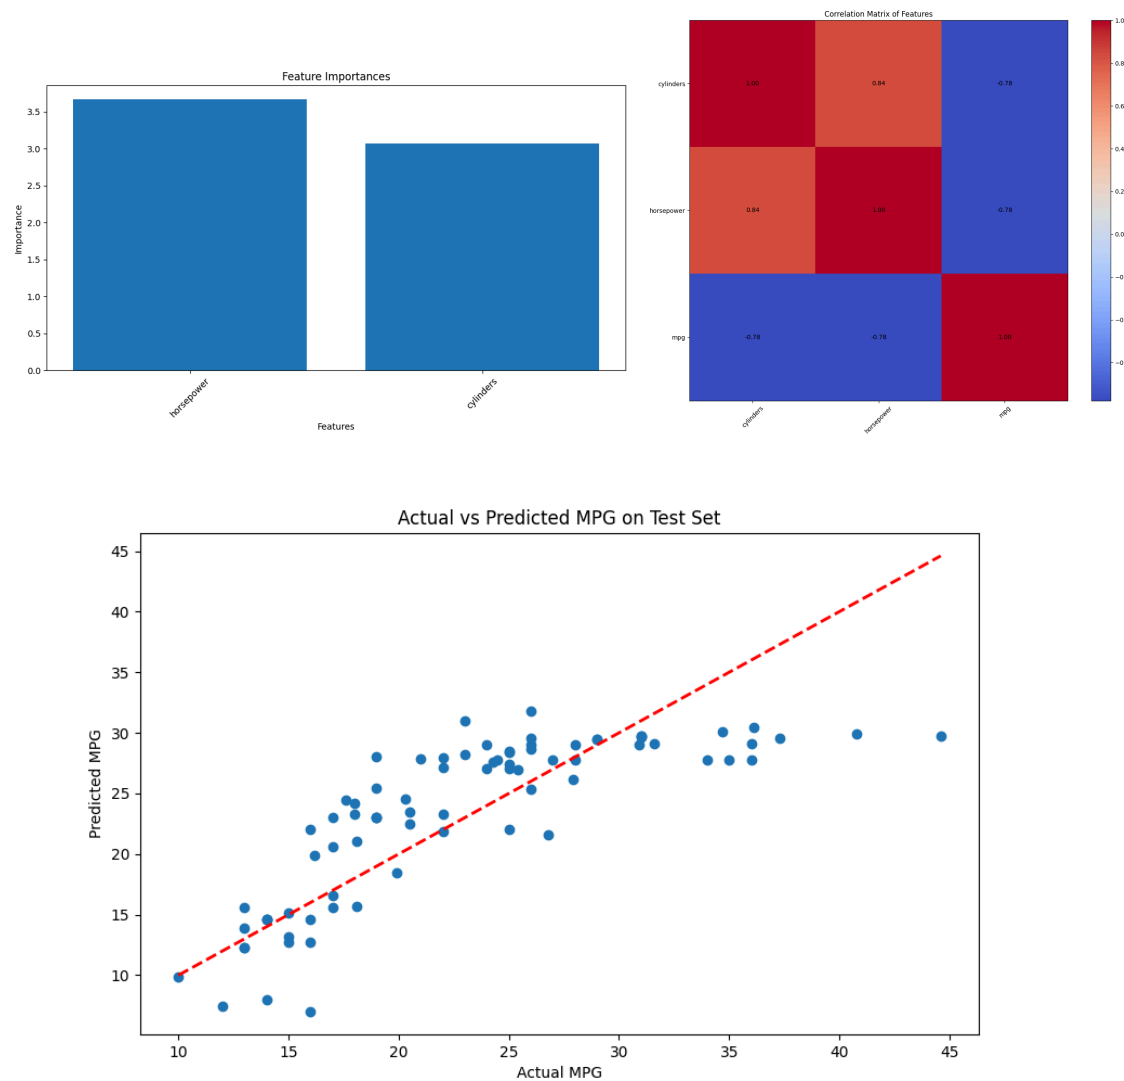 Feature Importances
3.5
3.0
2.5
2.0
1.5
1.0
0.5
0.0
Importance
horsepower
cylinders
Features
Correlation Matrix of Features
cylinders
horsepower
mpg
1.00 0.84 -0.78
0.84 1.00 -0.78
-0.78 -0.78 1.00
cylinders
horsepower
mpg
1.0
0.8
0.6
0.4
0.2
0.0
−0
−0
−0
Actual vs Predicted MPG on Test Set
45
40
35
30
25
20
15
10
Predicted MPG
10 15 20 25 30 35 40 45
Actual MPG